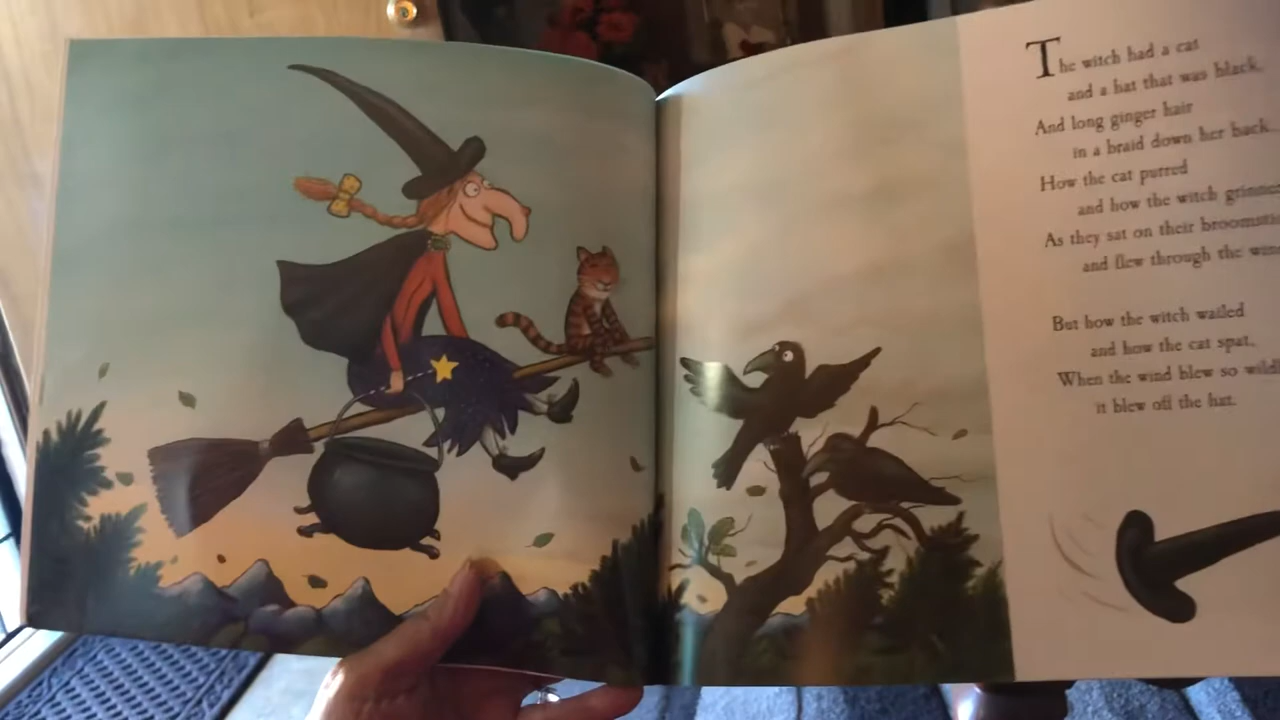 The witch had a cat
and a hat that was black,
And long ginger hair
in a braid down her back.
How the cat purred
and how the witch grinned
As they sat on their
and flew through the
But how the witch wailed
and how the cat spat,
When the wind blew so
it blew off the hat.